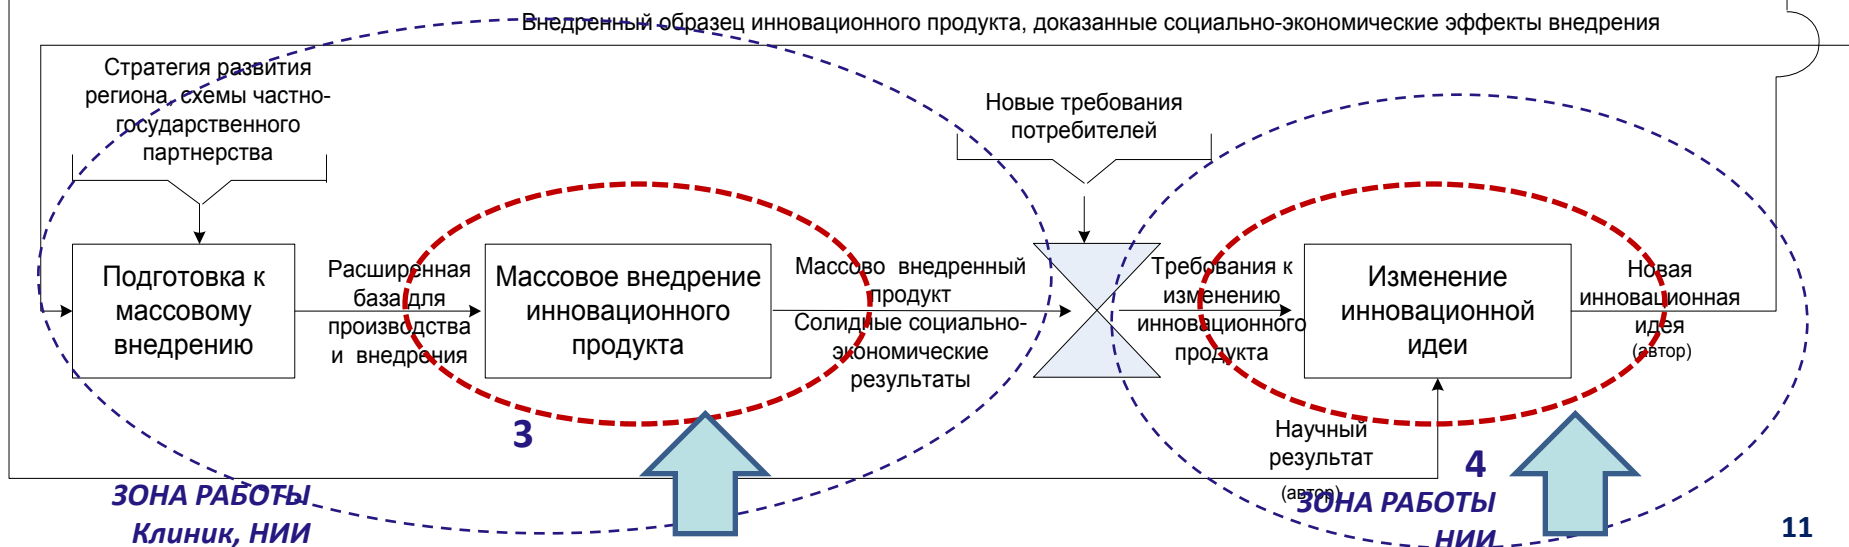 Внедренный образец инновационного продукта, доказанные социально-экономические эффекты внедрения
Стратегия развития
региона, схемы частно-
государственного
партнерства
Новые требования
потребителей
Подготовка к
массовому
внедрению
Расширенная
база для
производства
и внедрения
Массовое внедрение
инновационного
продукта
Массово внедренный
продукт
Солидные социально-
экономические
результаты
Требования к
изменению
инновационного
продукта
Изменение
инновационной
идеи
Новая
инновационная
идея
(автор)
3
Научный
результат
(автор)
4
ЗОНА РАБОТЫ
Клиник, НИИ
ЗОНА РАБОТЫ
НИИ
11